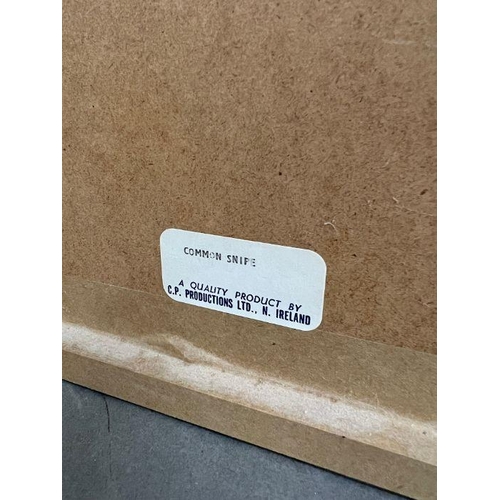 COMMON SNIPE
A QUALITY PRODUCT BY
C.P. PRODUCTIONS LTD., N. IRELAND